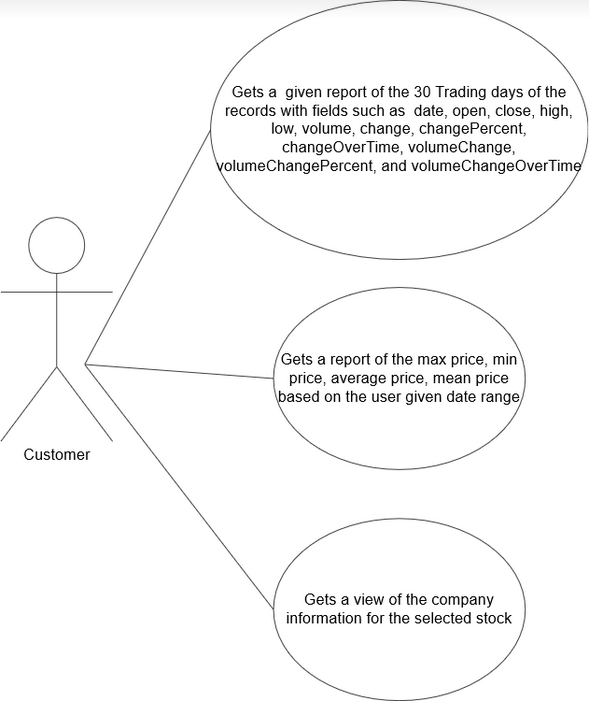 Gets a  given report of the 30 Trading days of the
records with fields such as  date, open, close, high,
low, volume, change, changePercent,
changeOverTime, volumeChange,
volumeChangePercent, and volumeChangeOverTime
Gets a report of the max price, min
price, average price, mean price
based on the user given date range
Customer
Gets a view of the company
information for the selected stock